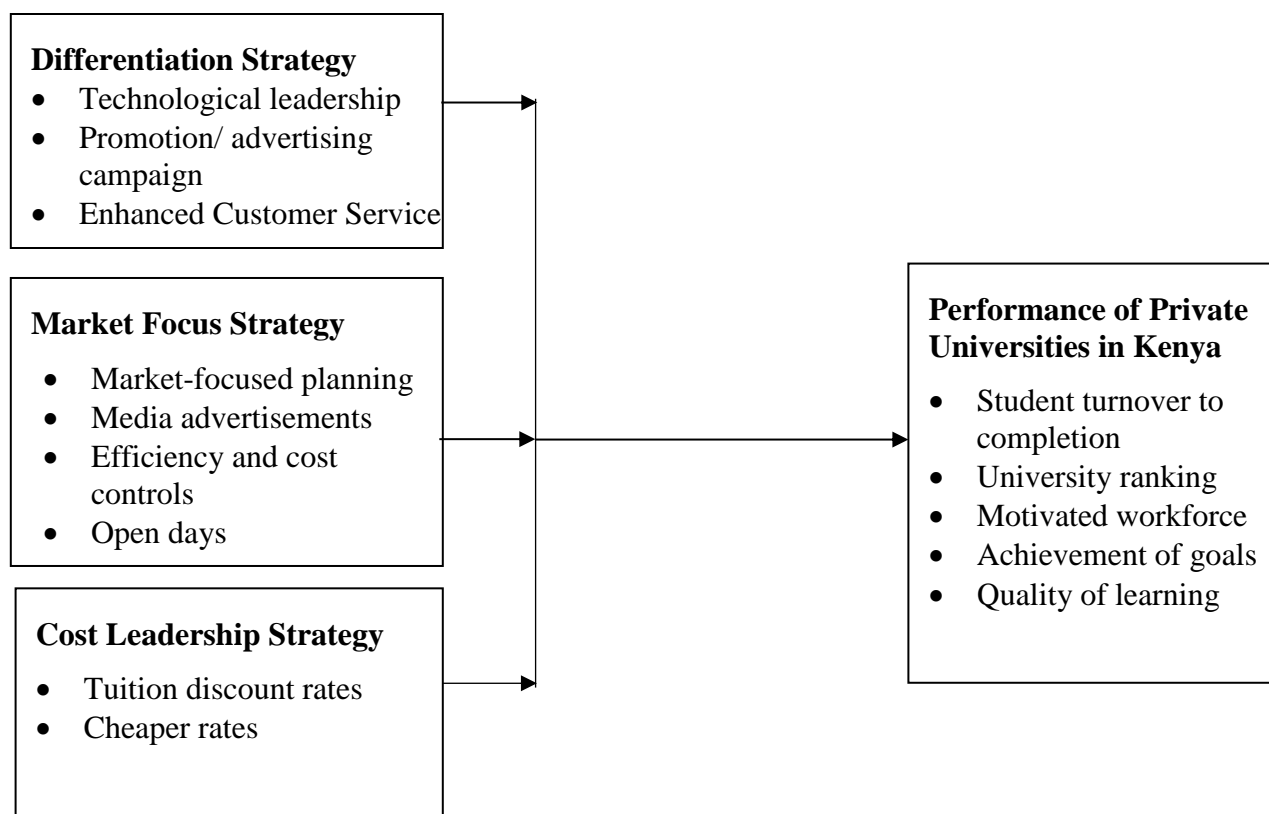 Differentiation Strategy
• Technological leadership
• Promotion/ advertising
campaign
• Enhanced Customer Service
Market Focus Strategy
• Market-focused planning
• Media advertisements
• Efficiency and cost
controls
• Open days
Cost Leadership Strategy
• Tuition discount rates
• Cheaper rates
Performance of Private
Universities in Kenya
• Student turnover to
completion
• University ranking
• Motivated workforce
• Achievement of goals
• Quality of learning